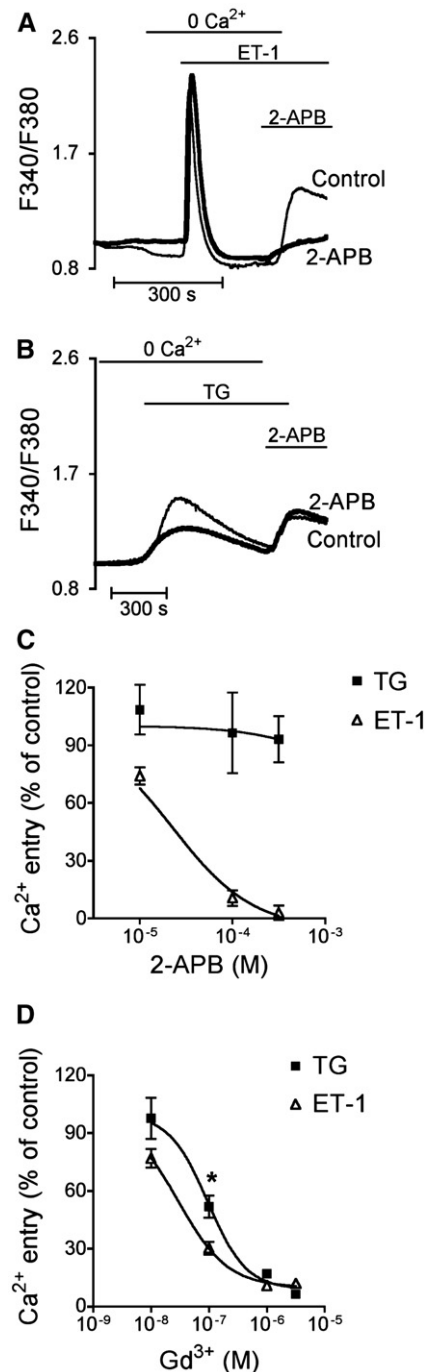 A
2.6
0 Ca²⁺
ET-1
2-APB
F340/F380
1.7
Control
2-APB
0.8
300 s
B
2.6
0 Ca²⁺
TG
2-APB
F340/F380
1.7
2-APB
Control
0.8
300 s
C
Ca²⁺ entry (% of control)
120
90
60
30
0
TG
ET-1
10⁻⁵
10⁻⁴
10⁻³
2-APB (M)
D
Ca²⁺ entry (% of control)
120
90
60
30
0
TG
ET-1
*
10⁻⁹
10⁻⁸
10⁻⁷
10⁻⁶
10⁻⁵
Gd³⁺ (M)